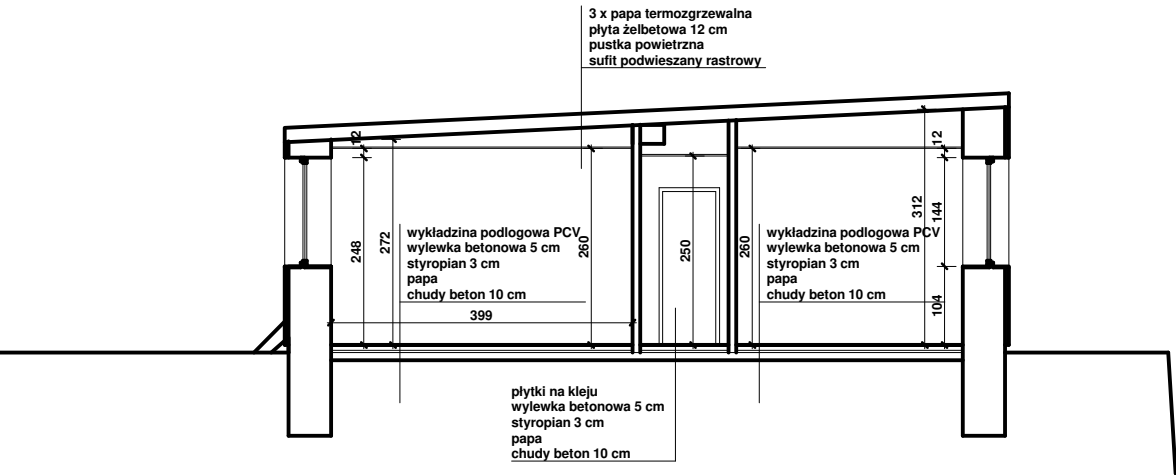 3 x papa termozgrzewalna
płyta żelbetowa 12 cm
pustka powietrzna
sufit podwieszany rastrowy
12
248
272
260
250
260
312
12
144
104
wykładzina podlogowa PCV
wylewka betonowa 5 cm
styropian 3 cm
papa
chudy beton 10 cm
wykładzina podlogowa PCV
wylewka betonowa 5 cm
styropian 3 cm
papa
chudy beton 10 cm
399
płytki na kleju
wylewka betonowa 5 cm
styropian 3 cm
papa
chudy beton 10 cm